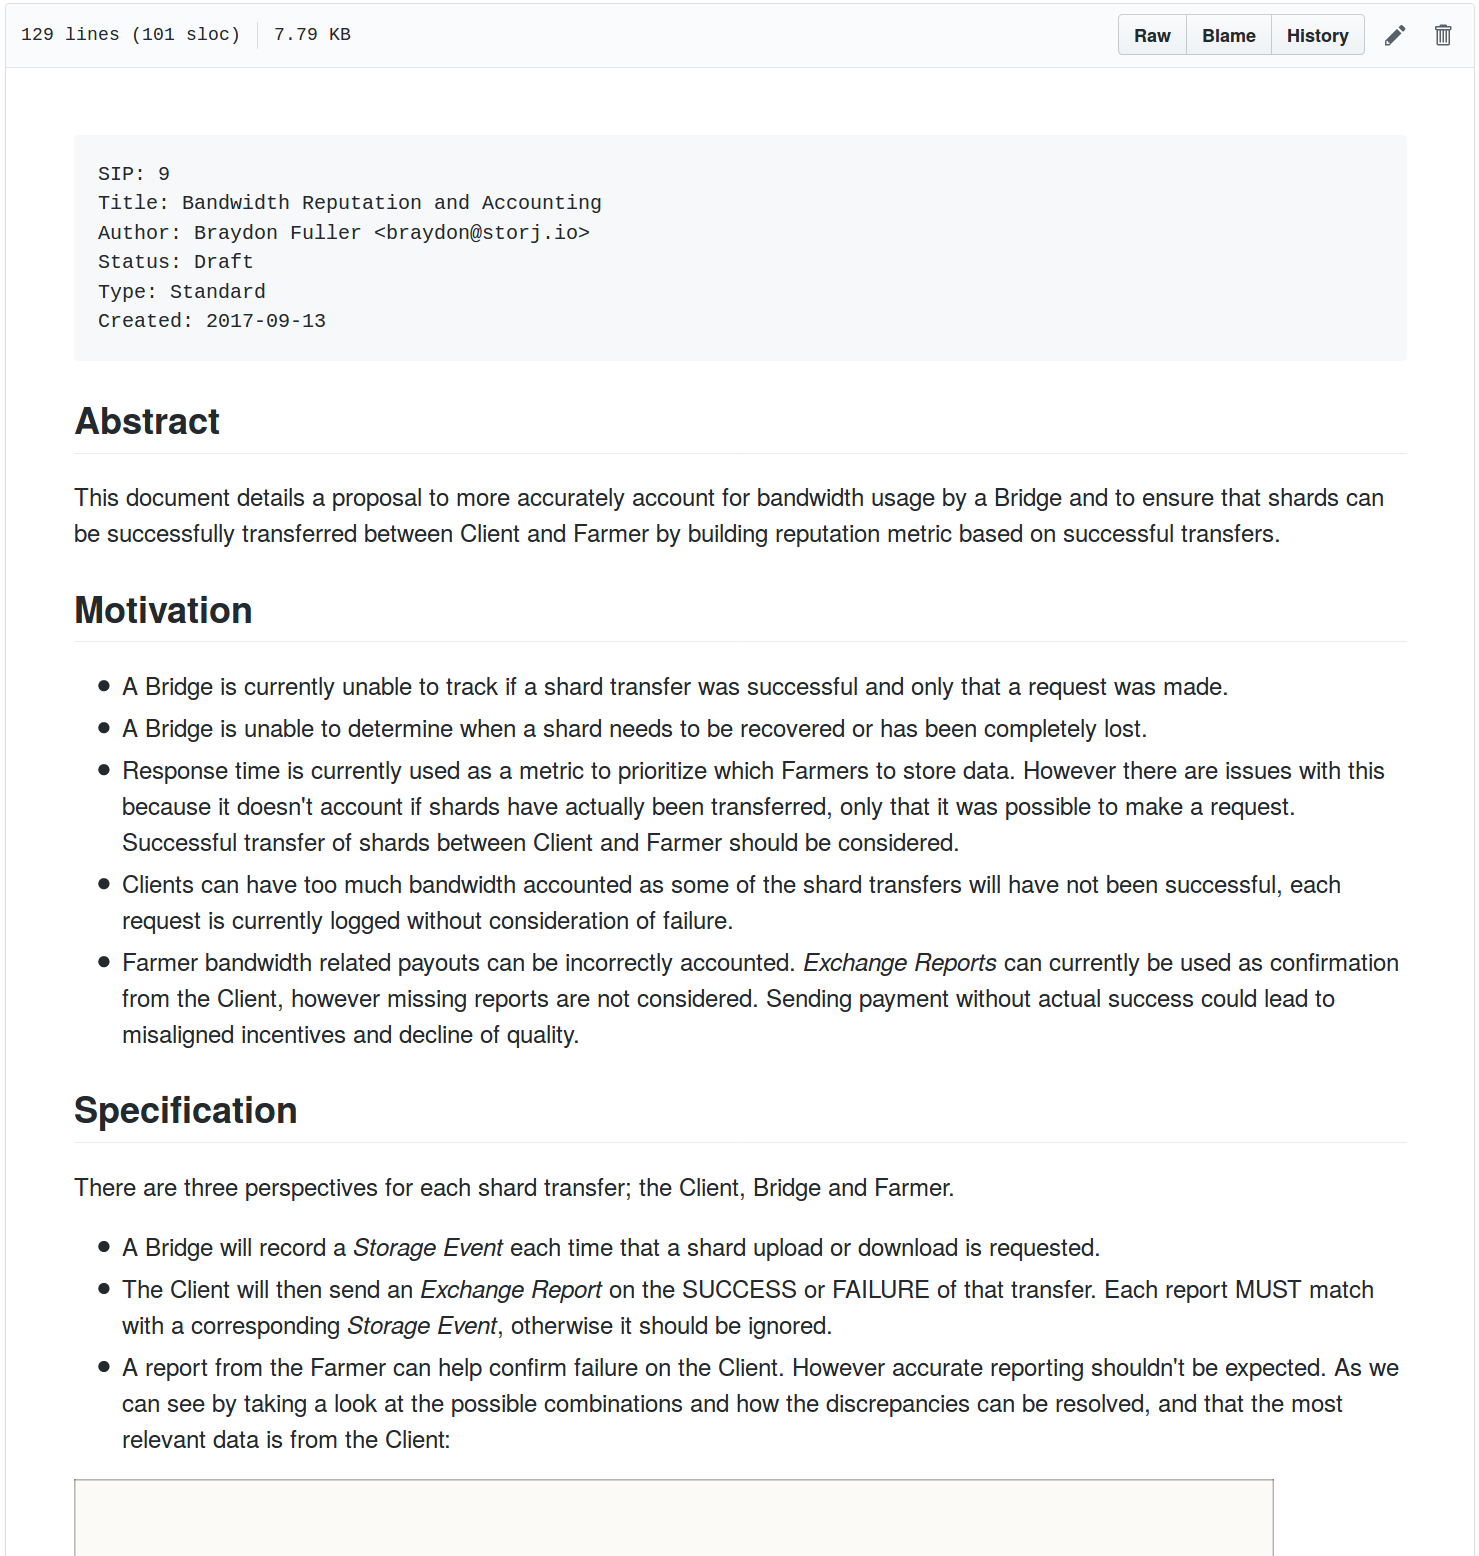 129 lines (101 sloc) 7.79 KB
Raw Blame History
SIP: 9
Title: Bandwidth Reputation and Accounting
Author: Braydon Fuller <braydon@storj.io>
Status: Draft
Type: Standard
Created: 2017-09-13
Abstract
This document details a proposal to more accurately account for bandwidth usage by a Bridge and to ensure that shards can
be successfully transferred between Client and Farmer by building reputation metric based on successful transfers.
Motivation
● A Bridge is currently unable to track if a shard transfer was successful and only that a request was made.
● A Bridge is unable to determine when a shard needs to be recovered or has been completely lost.
● Response time is currently used as a metric to prioritize which Farmers to store data. However there are issues with this
because it doesn't account if shards have actually been transferred, only that it was possible to make a request.
Successful transfer of shards between Client and Farmer should be considered.
● Clients can have too much bandwidth accounted as some of the shard transfers will have not been successful, each
request is currently logged without consideration of failure.
● Farmer bandwidth related payouts can be incorrectly accounted. Exchange Reports can currently be used as confirmation
from the Client, however missing reports are not considered. Sending payment without actual success could lead to
misaligned incentives and decline of quality.
Specification
There are three perspectives for each shard transfer; the Client, Bridge and Farmer.
● A Bridge will record a Storage Event each time that a shard upload or download is requested.
● The Client will then send an Exchange Report on the SUCCESS or FAILURE of that transfer. Each report MUST match
with a corresponding Storage Event, otherwise it should be ignored.
● A report from the Farmer can help confirm failure on the Client. However accurate reporting shouldn't be expected. As we
can see by taking a look at the possible combinations and how the discrepancies can be resolved, and that the most
relevant data is from the Client: